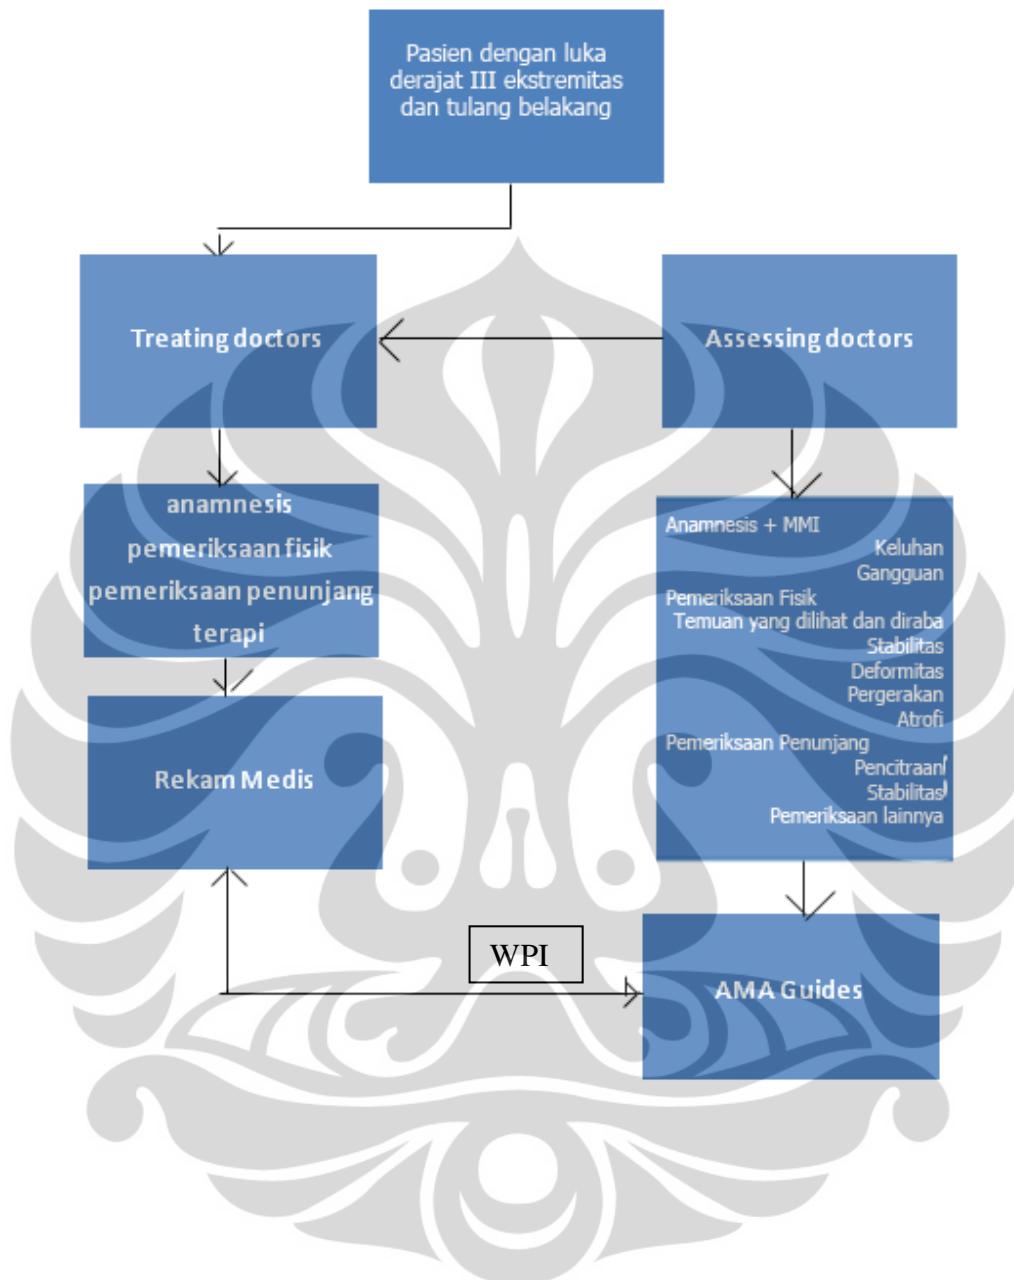 Pasien dengan luka
derajat III ekstremitas
dan tulang belakang
Treating doctors
Assessing doctors
anamnesis
pemeriksaan fisik
pemeriksaan penunjang
terapi
Anamnesis + MMI
Keluhan
Gangguan
Pemeriksaan Fisik
Temuan yang dilihat dan diraba
Stabilitas
Deformitas
Pergerakan
Atrofi
Pemeriksaan Penunjang
Pencitraan
Stabilitas
Pemeriksaan lainnya
Rekam Medis
WPI
AMA Guides